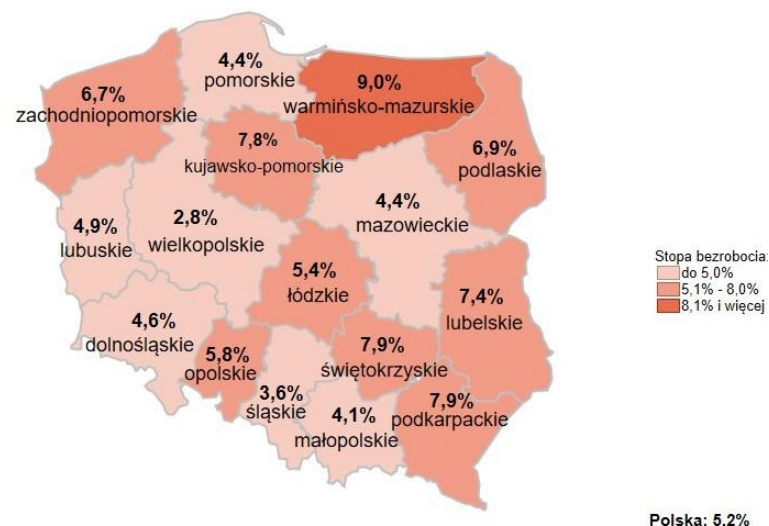 4,4%
pomorskie
9,0%
warmińsko-mazurskie
6,7%
zachodniopomorskie
7,8%
kujawsko-pomorskie
6,9%
podlaskie
4,4%
mazowieckie
4,9%
lubuskie
2,8%
wielkopolskie
5,4%
łódzkie
7,4%
lubelskie
4,6%
dolnośląskie
5,8%
opolskie
7,9%
świętokrzyskie
3,6%
śląskie
4,1%
małopolskie
7,9%
podkarpackie
Stopa bezrobocia:
do 5,0%
5,1% - 8,0%
8,1% i więcej
Polska: 5,2%